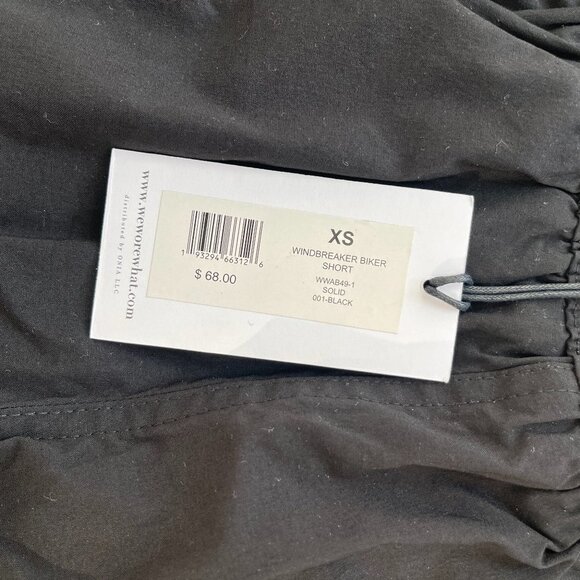 www.weworewhat.com
distributed by ONIA LLC
1 93294 66312 6
$ 68.00
XS
WINDBREAKER BIKER
SHORT
WWAB49-1
SOLID
001-BLACK